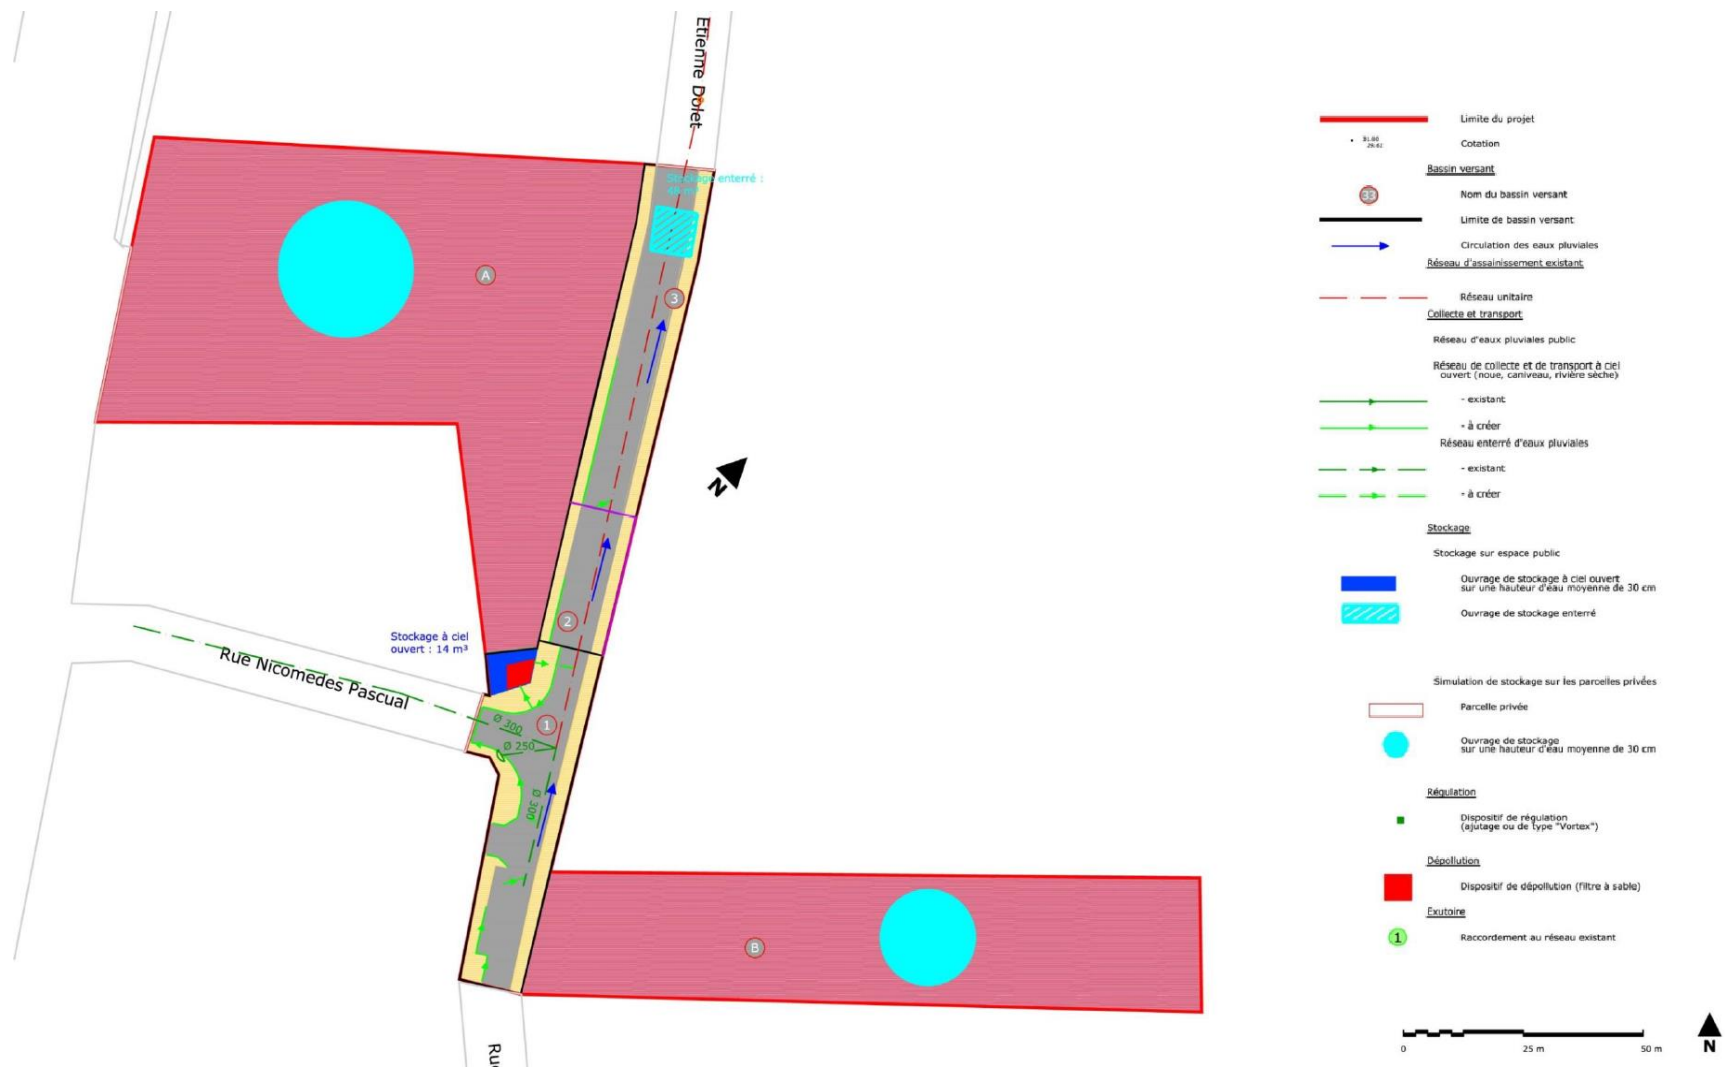 Etienne Dolet
Stockage enterré :
A
3
N
2
Stockage à ciel
ouvert : 14 m³
Rue Nicomedes Pascual
Ø 300
1
Ø 250
Ø 300
B
Limite du projet
31.80
29.42
Cotation
Bassin versant
33
Nom du bassin versant
Limite de bassin versant
Circulation des eaux pluviales
Réseau d'assainissement existant
Réseau unitaire
Collecte et transport
Réseau d'eaux pluviales public
Réseau de collecte et de transport à ciel
ouvert (noue, caniveau, rivière sèche)
- existant
- à créer
Réseau enterré d'eaux pluviales
- existant
- à créer
Stockage
Stockage sur espace public
Ouvrage de stockage à ciel ouvert
sur une hauteur d'eau moyenne de 30 cm
Ouvrage de stockage enterré
Simulation de stockage sur les parcelles privées
Parcelle privée
Ouvrage de stockage
sur une hauteur d'eau moyenne de 30 cm
Régulation
Dispositif de régulation
(ajutage ou de type "Vortex")
Dépollution
Dispositif de dépollution (filtre à sable)
Exutoire
1
Raccordement au réseau existant
0
25 m
50 m
N